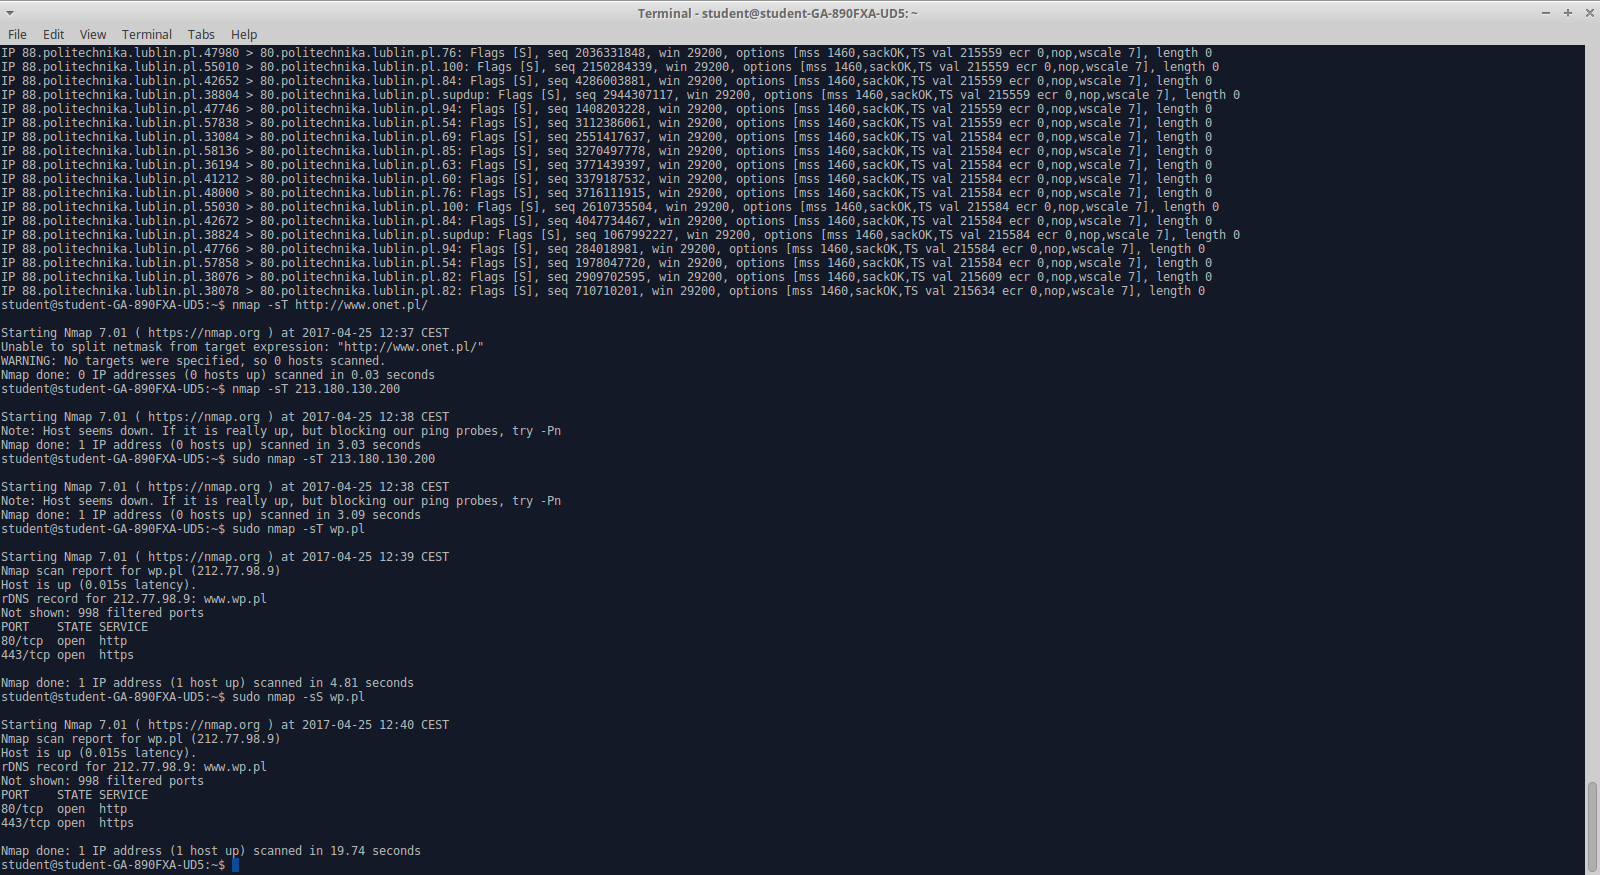 Terminal - student@student-GA-890FXA-UD5: ~
File Edit View Terminal Tabs Help
IP 88.politechnika.lublin.pl.47980 > 80.politechnika.lublin.pl.76: Flags [S], seq 2036331848, win 29200, options [mss 1460,sackOK,TS val 215559 ecr 0,nop,wscale 7], length 0
IP 88.politechnika.lublin.pl.55010 > 80.politechnika.lublin.pl.100: Flags [S], seq 2150284339, win 29200, options [mss 1460,sackOK,TS val 215559 ecr 0,nop,wscale 7], length 0
IP 88.politechnika.lublin.pl.42652 > 80.politechnika.lublin.pl.84: Flags [S], seq 4286003881, win 29200, options [mss 1460,sackOK,TS val 215559 ecr 0,nop,wscale 7], length 0
IP 88.politechnika.lublin.pl.38804 > 80.politechnika.lublin.pl.supdup: Flags [S], seq 2944307117, win 29200, options [mss 1460,sackOK,TS val 215559 ecr 0,nop,wscale 7], length 0
IP 88.politechnika.lublin.pl.47746 > 80.politechnika.lublin.pl.94: Flags [S], seq 1408203228, win 29200, options [mss 1460,sackOK,TS val 215559 ecr 0,nop,wscale 7], length 0
IP 88.politechnika.lublin.pl.57838 > 80.politechnika.lublin.pl.54: Flags [S], seq 3112386061, win 29200, options [mss 1460,sackOK,TS val 215559 ecr 0,nop,wscale 7], length 0
IP 88.politechnika.lublin.pl.33084 > 80.politechnika.lublin.pl.69: Flags [S], seq 2551417637, win 29200, options [mss 1460,sackOK,TS val 215584 ecr 0,nop,wscale 7], length 0
IP 88.politechnika.lublin.pl.58136 > 80.politechnika.lublin.pl.85: Flags [S], seq 3270497778, win 29200, options [mss 1460,sackOK,TS val 215584 ecr 0,nop,wscale 7], length 0
IP 88.politechnika.lublin.pl.36194 > 80.politechnika.lublin.pl.63: Flags [S], seq 3771439397, win 29200, options [mss 1460,sackOK,TS val 215584 ecr 0,nop,wscale 7], length 0
IP 88.politechnika.lublin.pl.41212 > 80.politechnika.lublin.pl.60: Flags [S], seq 3379187532, win 29200, options [mss 1460,sackOK,TS val 215584 ecr 0,nop,wscale 7], length 0
IP 88.politechnika.lublin.pl.48000 > 80.politechnika.lublin.pl.76: Flags [S], seq 3716111915, win 29200, options [mss 1460,sackOK,TS val 215584 ecr 0,nop,wscale 7], length 0
IP 88.politechnika.lublin.pl.55030 > 80.politechnika.lublin.pl.100: Flags [S], seq 2610735504, win 29200, options [mss 1460,sackOK,TS val 215584 ecr 0,nop,wscale 7], length 0
IP 88.politechnika.lublin.pl.42672 > 80.politechnika.lublin.pl.84: Flags [S], seq 4047734467, win 29200, options [mss 1460,sackOK,TS val 215584 ecr 0,nop,wscale 7], length 0
IP 88.politechnika.lublin.pl.38824 > 80.politechnika.lublin.pl.supdup: Flags [S], seq 1067992227, win 29200, options [mss 1460,sackOK,TS val 215584 ecr 0,nop,wscale 7], length 0
IP 88.politechnika.lublin.pl.47766 > 80.politechnika.lublin.pl.94: Flags [S], seq 284018981, win 29200, options [mss 1460,sackOK,TS val 215584 ecr 0,nop,wscale 7], length 0
IP 88.politechnika.lublin.pl.57858 > 80.politechnika.lublin.pl.54: Flags [S], seq 1978047720, win 29200, options [mss 1460,sackOK,TS val 215584 ecr 0,nop,wscale 7], length 0
IP 88.politechnika.lublin.pl.38076 > 80.politechnika.lublin.pl.82: Flags [S], seq 2909702595, win 29200, options [mss 1460,sackOK,TS val 215609 ecr 0,nop,wscale 7], length 0
IP 88.politechnika.lublin.pl.38078 > 80.politechnika.lublin.pl.82: Flags [S], seq 710710201, win 29200, options [mss 1460,sackOK,TS val 215634 ecr 0,nop,wscale 7], length 0
student@student-GA-890FXA-UD5:~$ nmap -sT http://www.onet.pl/
Starting Nmap 7.01 ( https://nmap.org ) at 2017-04-25 12:37 CEST
Unable to split netmask from target expression: "http://www.onet.pl/"
WARNING: No targets were specified, so 0 hosts scanned.
Nmap done: 0 IP addresses (0 hosts up) scanned in 0.03 seconds
student@student-GA-890FXA-UD5:~$ nmap -sT 213.180.130.200
Starting Nmap 7.01 ( https://nmap.org ) at 2017-04-25 12:38 CEST
Note: Host seems down. If it is really up, but blocking our ping probes, try -Pn
Nmap done: 1 IP address (0 hosts up) scanned in 3.03 seconds
student@student-GA-890FXA-UD5:~$ sudo nmap -sT 213.180.130.200
Starting Nmap 7.01 ( https://nmap.org ) at 2017-04-25 12:38 CEST
Note: Host seems down. If it is really up, but blocking our ping probes, try -Pn
Nmap done: 1 IP address (0 hosts up) scanned in 3.09 seconds
student@student-GA-890FXA-UD5:~$ sudo nmap -sT wp.pl
Starting Nmap 7.01 ( https://nmap.org ) at 2017-04-25 12:39 CEST
Nmap scan report for wp.pl (212.77.98.9)
Host is up (0.015s latency).
rDNS record for 212.77.98.9: www.wp.pl
Not shown: 998 filtered ports
PORT    STATE SERVICE
80/tcp  open  http
443/tcp open  https
Nmap done: 1 IP address (1 host up) scanned in 4.81 seconds
student@student-GA-890FXA-UD5:~$ sudo nmap -sS wp.pl
Starting Nmap 7.01 ( https://nmap.org ) at 2017-04-25 12:40 CEST
Nmap scan report for wp.pl (212.77.98.9)
Host is up (0.015s latency).
rDNS record for 212.77.98.9: www.wp.pl
Not shown: 998 filtered ports
PORT    STATE SERVICE
80/tcp  open  http
443/tcp open  https
Nmap done: 1 IP address (1 host up) scanned in 19.74 seconds
student@student-GA-890FXA-UD5:~$